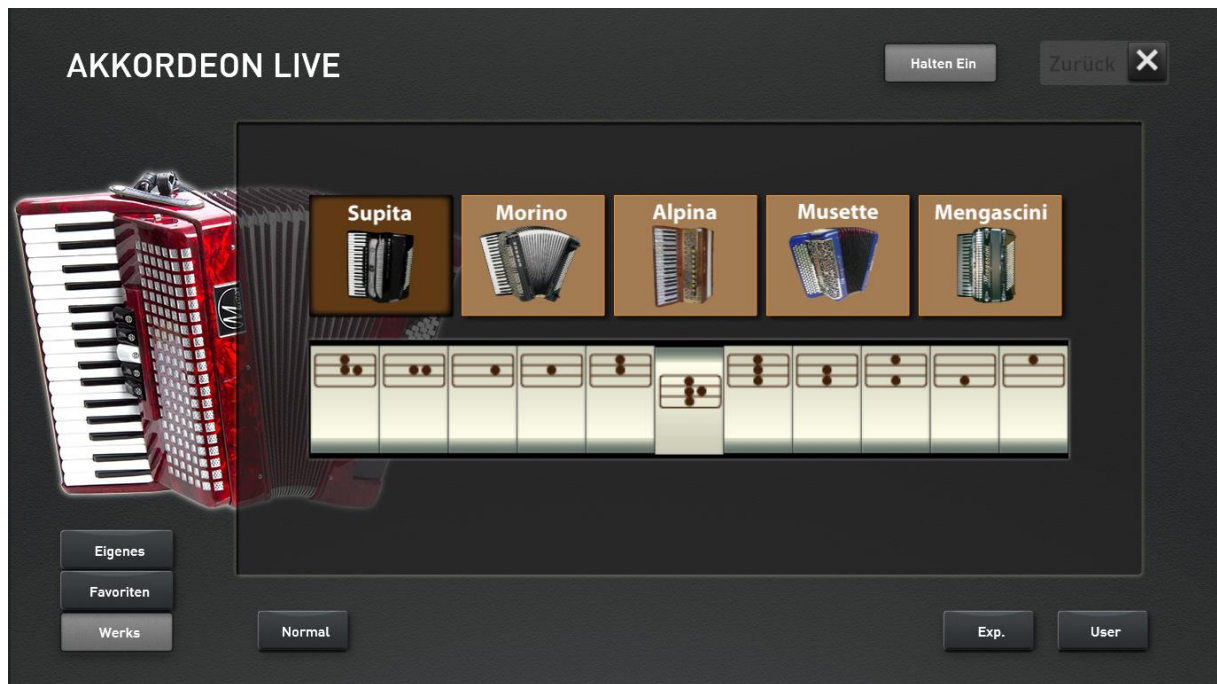 AKKORDEON LIVE
Halten Ein
Zurück
Supita
Morino
Alpina
Musette
Mengascini
Eigenes
Favoriten
Werks
Normal
Exp.
User